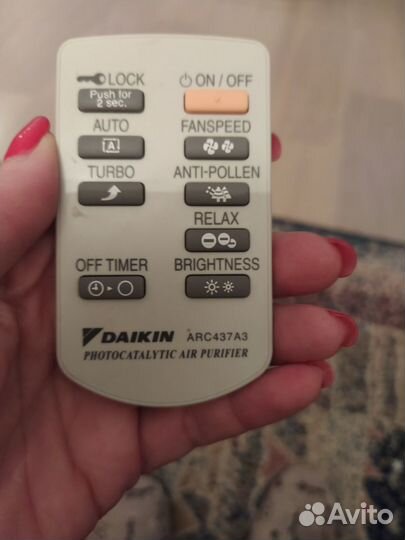 LOCK
ON / OFF
Push for
2 sec.
AUTO
FANSPEED
A
TURBO
ANTI-POLLEN
RELAX
OFF TIMER
BRIGHTNESS
DAIKIN
ARC437A3
PHOTOCATALYTIC AIR PURIFIER
Avito